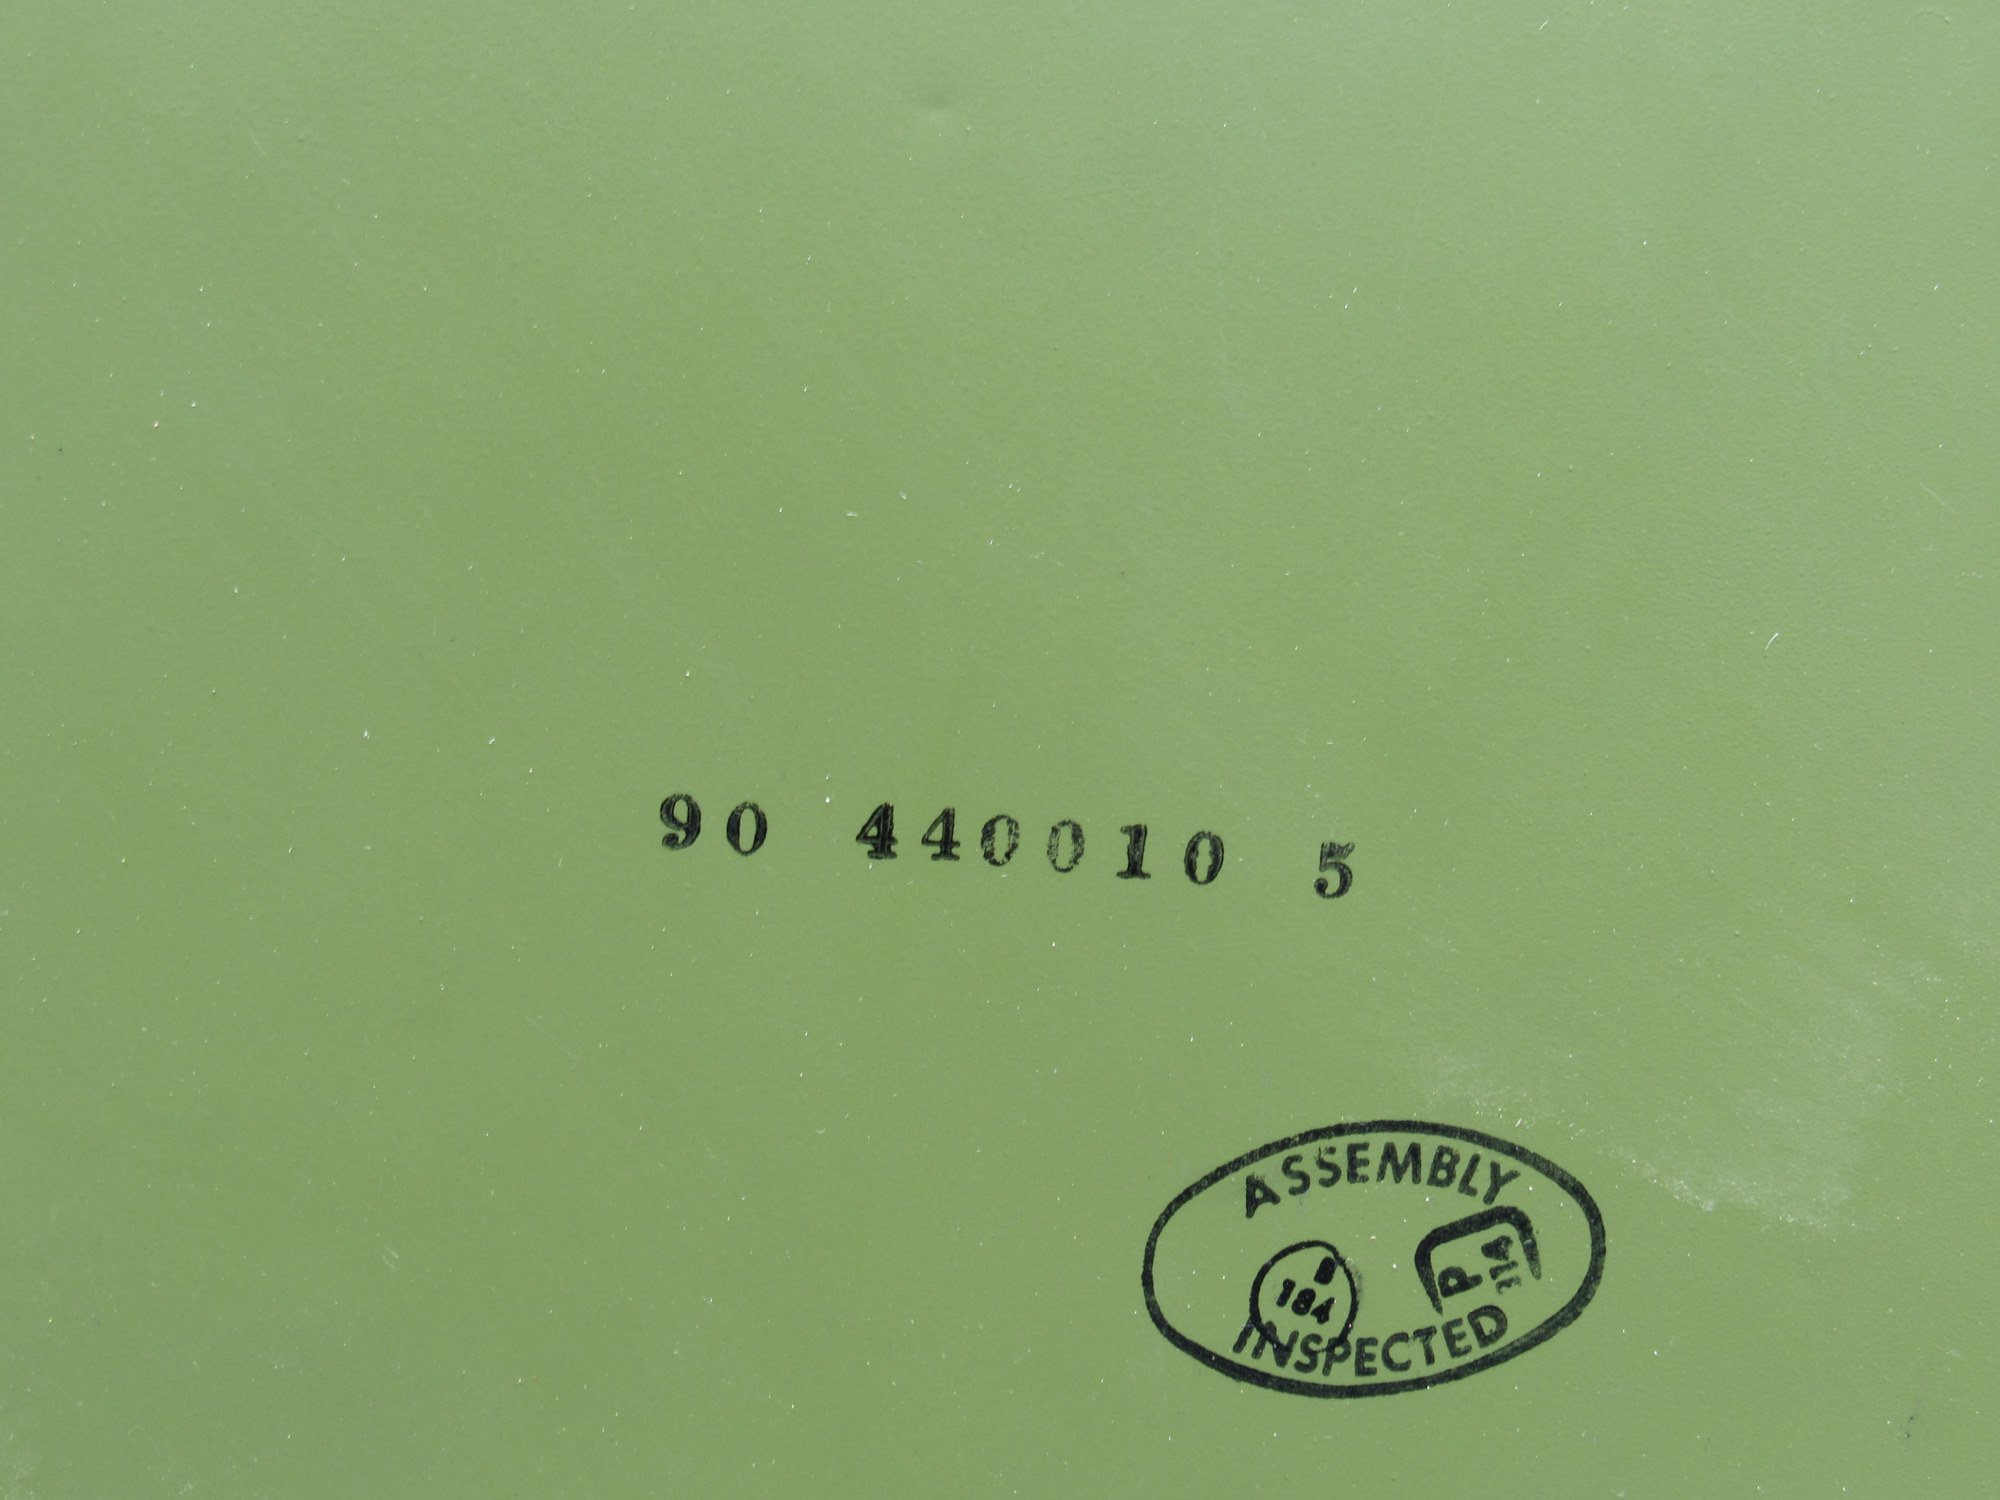 90 440010 5
ASSEMBLY
184
P
314
INSPECTED